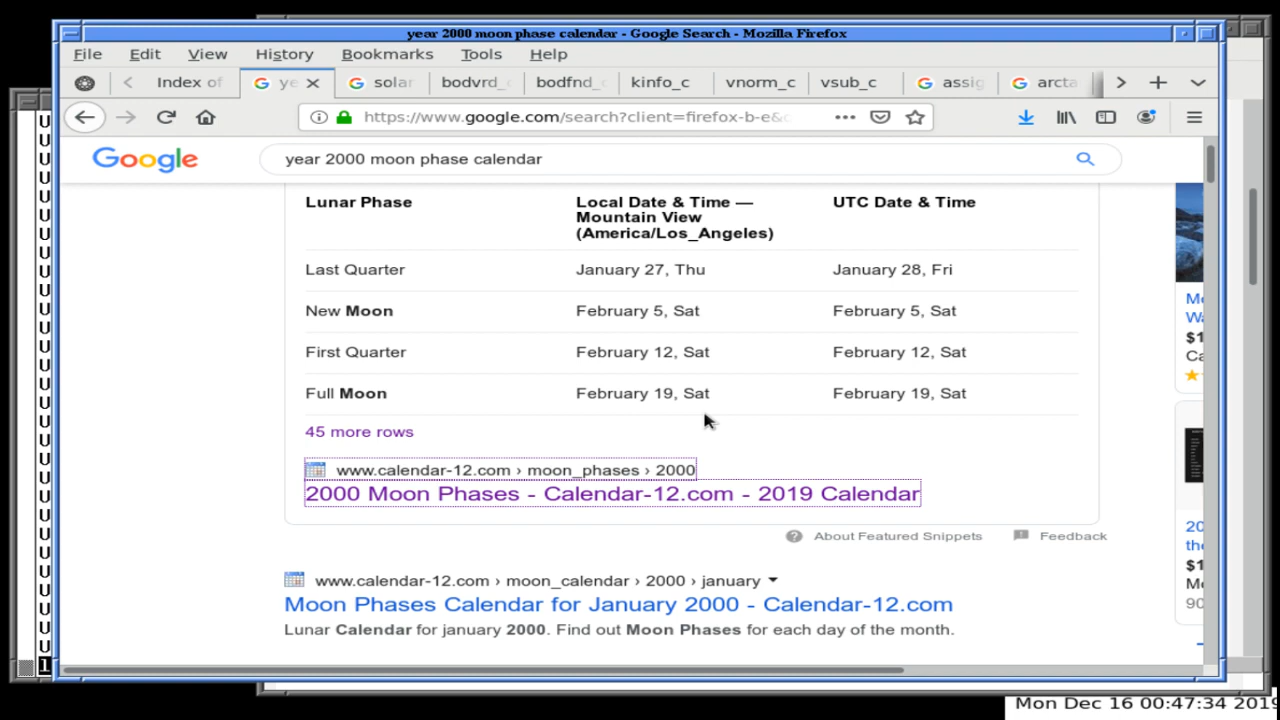 year 2000 moon phase calendar - Google Search - Mozilla Firefox
File Edit View History Bookmarks Tools Help
Index of ye solar bodvrd_c bodfnd_c kinfo_c vnorm_c vsub_c assig arcta
https://www.google.com/search?client=firefox-b-e&c
Google year 2000 moon phase calendar
Lunar Phase Local Date & Time — Mountain View (America/Los_Angeles) UTC Date & Time
Last Quarter January 27, Thu January 28, Fri
New Moon February 5, Sat February 5, Sat
First Quarter February 12, Sat February 12, Sat
Full Moon February 19, Sat February 19, Sat
45 more rows
www.calendar-12.com › moon_phases › 2000
2000 Moon Phases - Calendar-12.com - 2019 Calendar
About Featured Snippets Feedback
www.calendar-12.com › moon_calendar › 2000 › january
Moon Phases Calendar for January 2000 - Calendar-12.com
Lunar Calendar for january 2000. Find out Moon Phases for each day of the month.
Mon Dec 16 00:47:34 2019